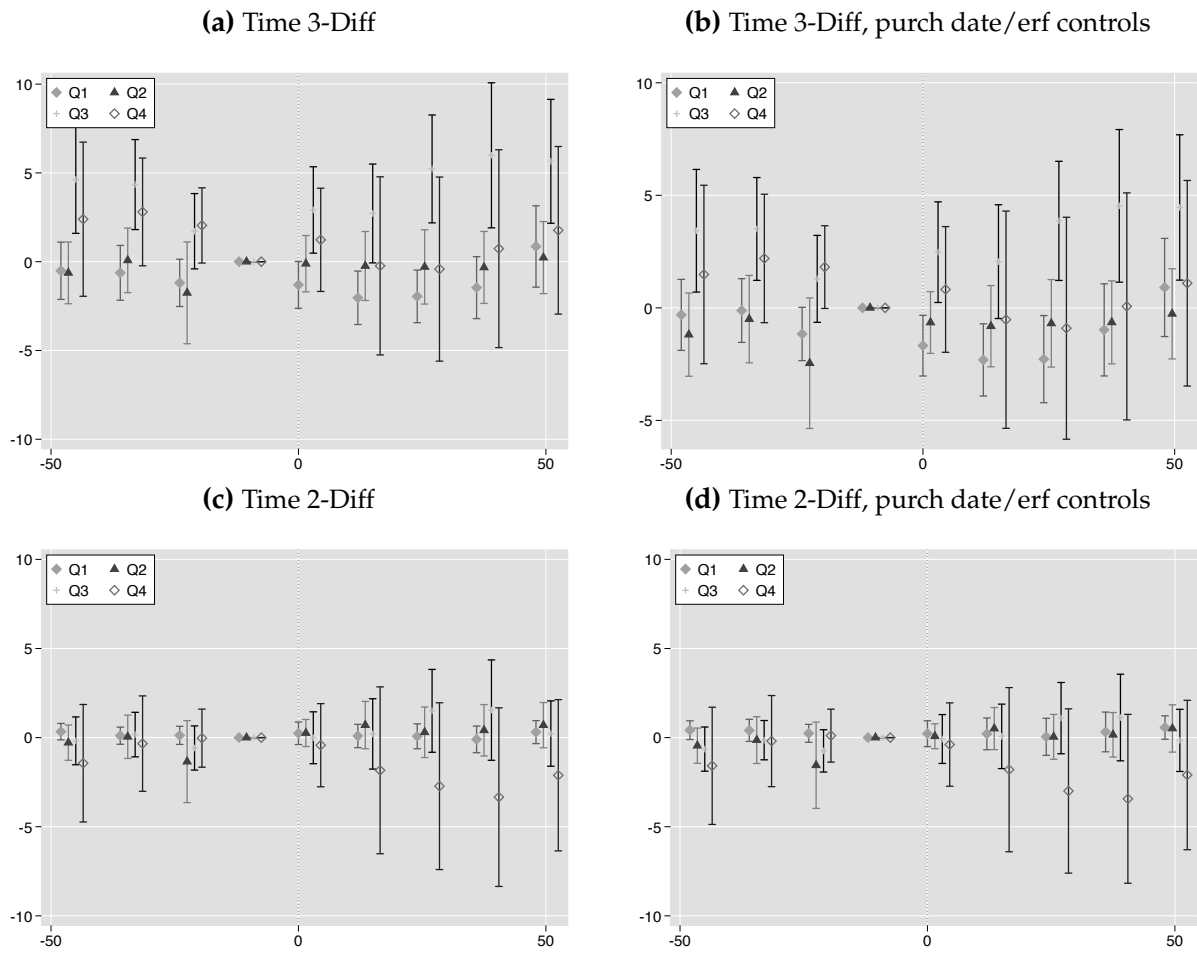 (a) Time 3-Diff
10
5
0
-5
-10
-50 0 50
Q1 Q2
Q3 Q4
(b) Time 3-Diff, purch date/erf controls
10
5
0
-5
-50 0 50
Q1 Q2
Q3 Q4
(c) Time 2-Diff
10
5
0
-5
-10
-50 0 50
Q1 Q2
Q3 Q4
(d) Time 2-Diff, purch date/erf controls
10
5
0
-5
-10
-50 0 50
Q1 Q2
Q3 Q4